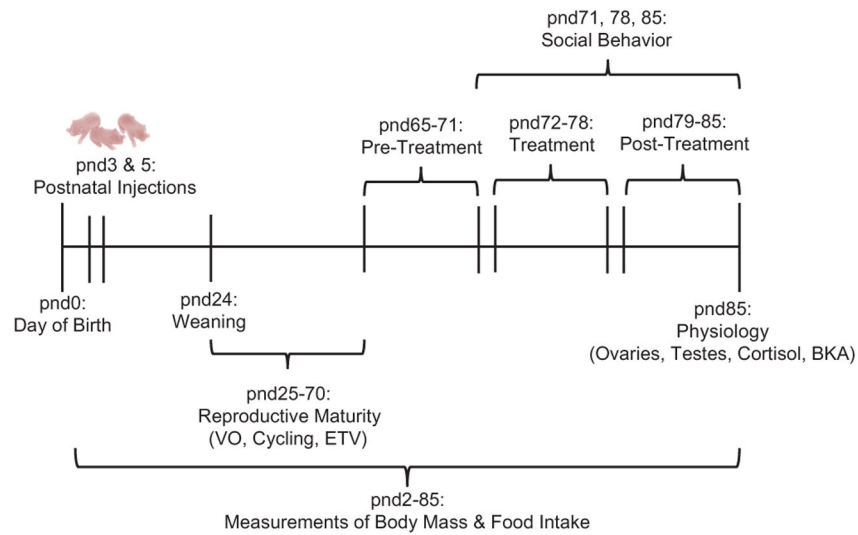 pnd71, 78, 85:
Social Behavior
pnd65-71:
Pre-Treatment
pnd72-78:
Treatment
pnd79-85:
Post-Treatment
pnd3 & 5:
Postnatal Injections
pnd0:
Day of Birth
pnd24:
Weaning
pnd85:
Physiology
(Ovaries, Testes, Cortisol, BKA)
pnd25-70:
Reproductive Maturity
(VO, Cycling, ETV)
pnd2-85:
Measurements of Body Mass & Food Intake